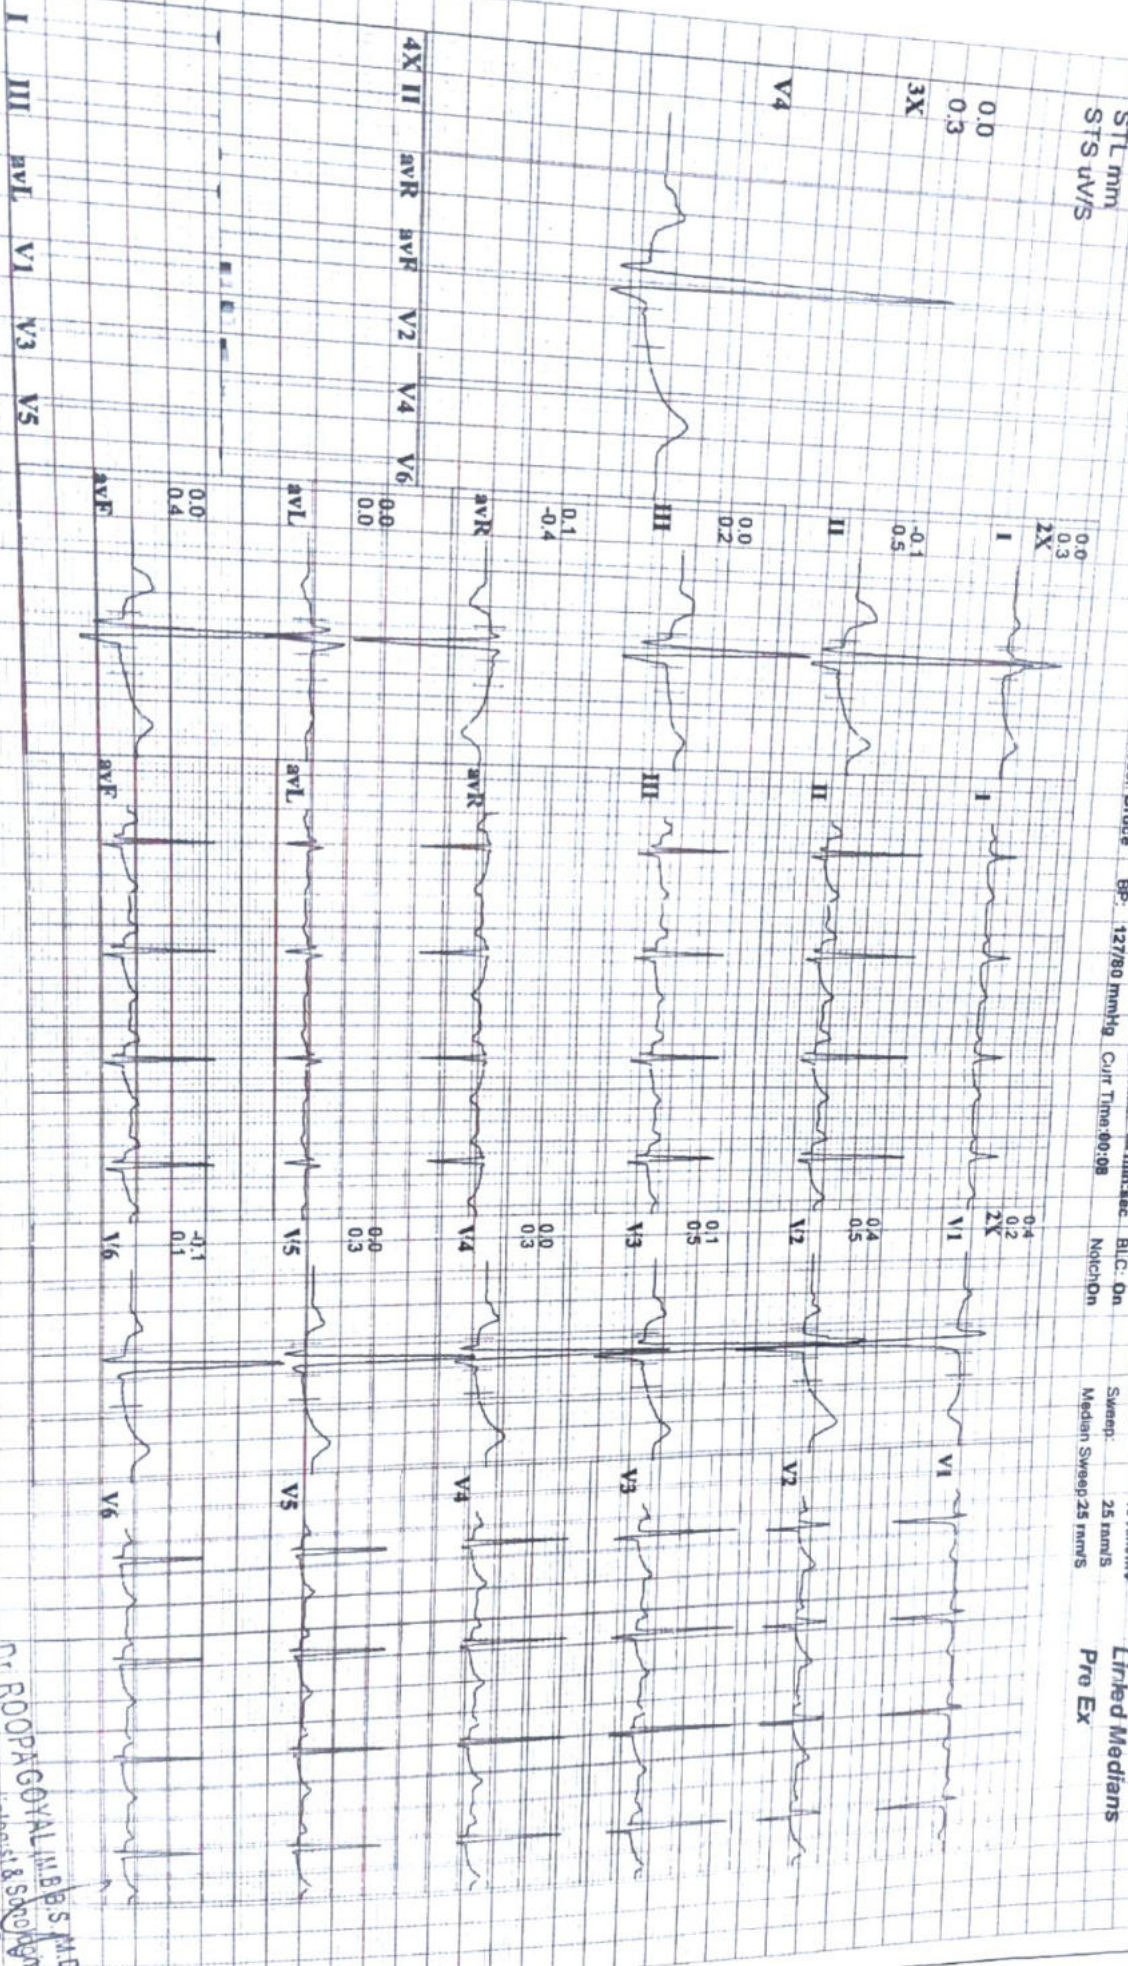 Linked Medians
Pre Ex
BP: 127/80 mmHg Curr Time:00:08
BLC: On
NotchOn
Sweep: 25 mm/S
Median Sweep:25 mm/S
STL mm
STS uV/S
0.0
0.3
3X
V4
4X II avR avF V2 V4 V6
I III avL V1 V3 V5
0.0
0.3
2X
I
-0.1
0.5
II
0.0
0.2
III
0.1
-0.4
avR
0.0
0.0
avL
0.0
0.4
avF
I
II
III
avR
avL
avF
0.4
0.2
2X
V1
0.4
0.5
V2
0.1
0.5
V3
0.0
0.3
V4
0.0
0.3
V5
-0.1
0.1
V6
V1
V2
V3
V4
V5
V6
Dr. ROOPAGOYAL (M.B.B.S.